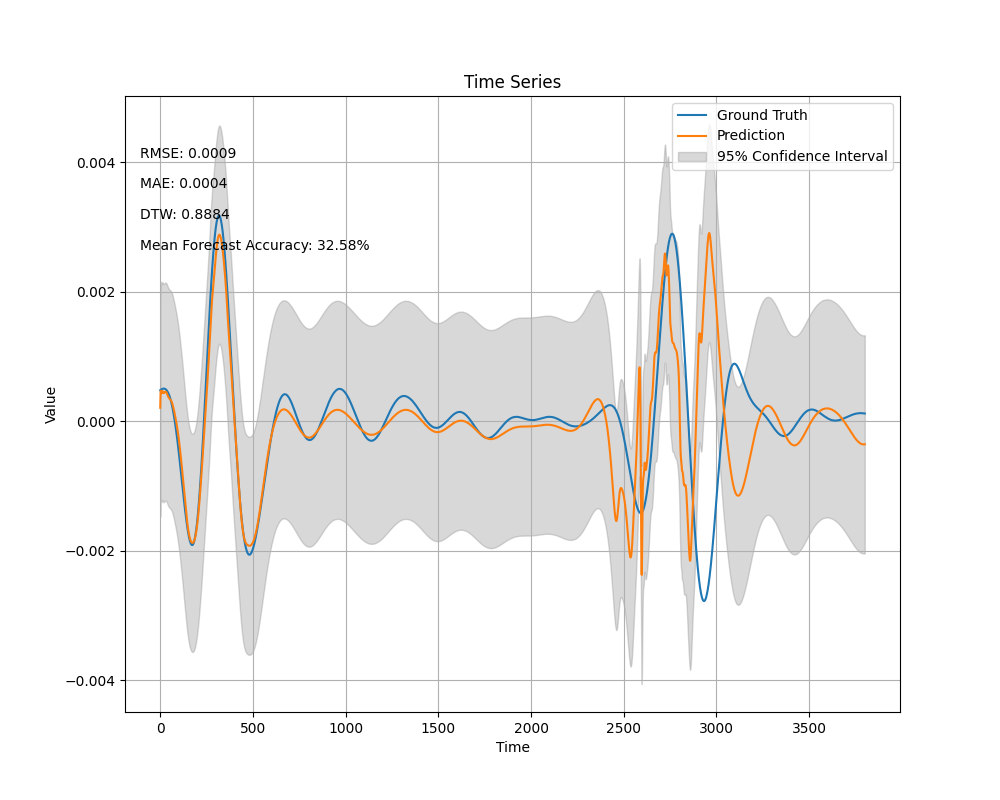 Time Series
Ground Truth
Prediction
95% Confidence Interval
RMSE: 0.0009
MAE: 0.0004
DTW: 0.8884
Mean Forecast Accuracy: 32.58%
Value
0.004
0.002
0.000
−0.002
−0.004
0 500 1000 1500 2000 2500 3000 3500
Time